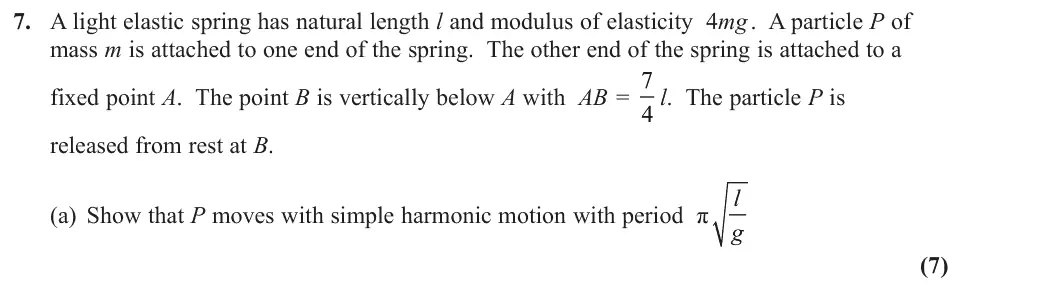 7. A light elastic spring has natural length l and modulus of elasticity 4mg. A particle P of
mass m is attached to one end of the spring. The other end of the spring is attached to a
fixed point A. The point B is vertically below A with AB = 7/4 l. The particle P is
released from rest at B.
(a) Show that P moves with simple harmonic motion with period π√(l/g)
(7)